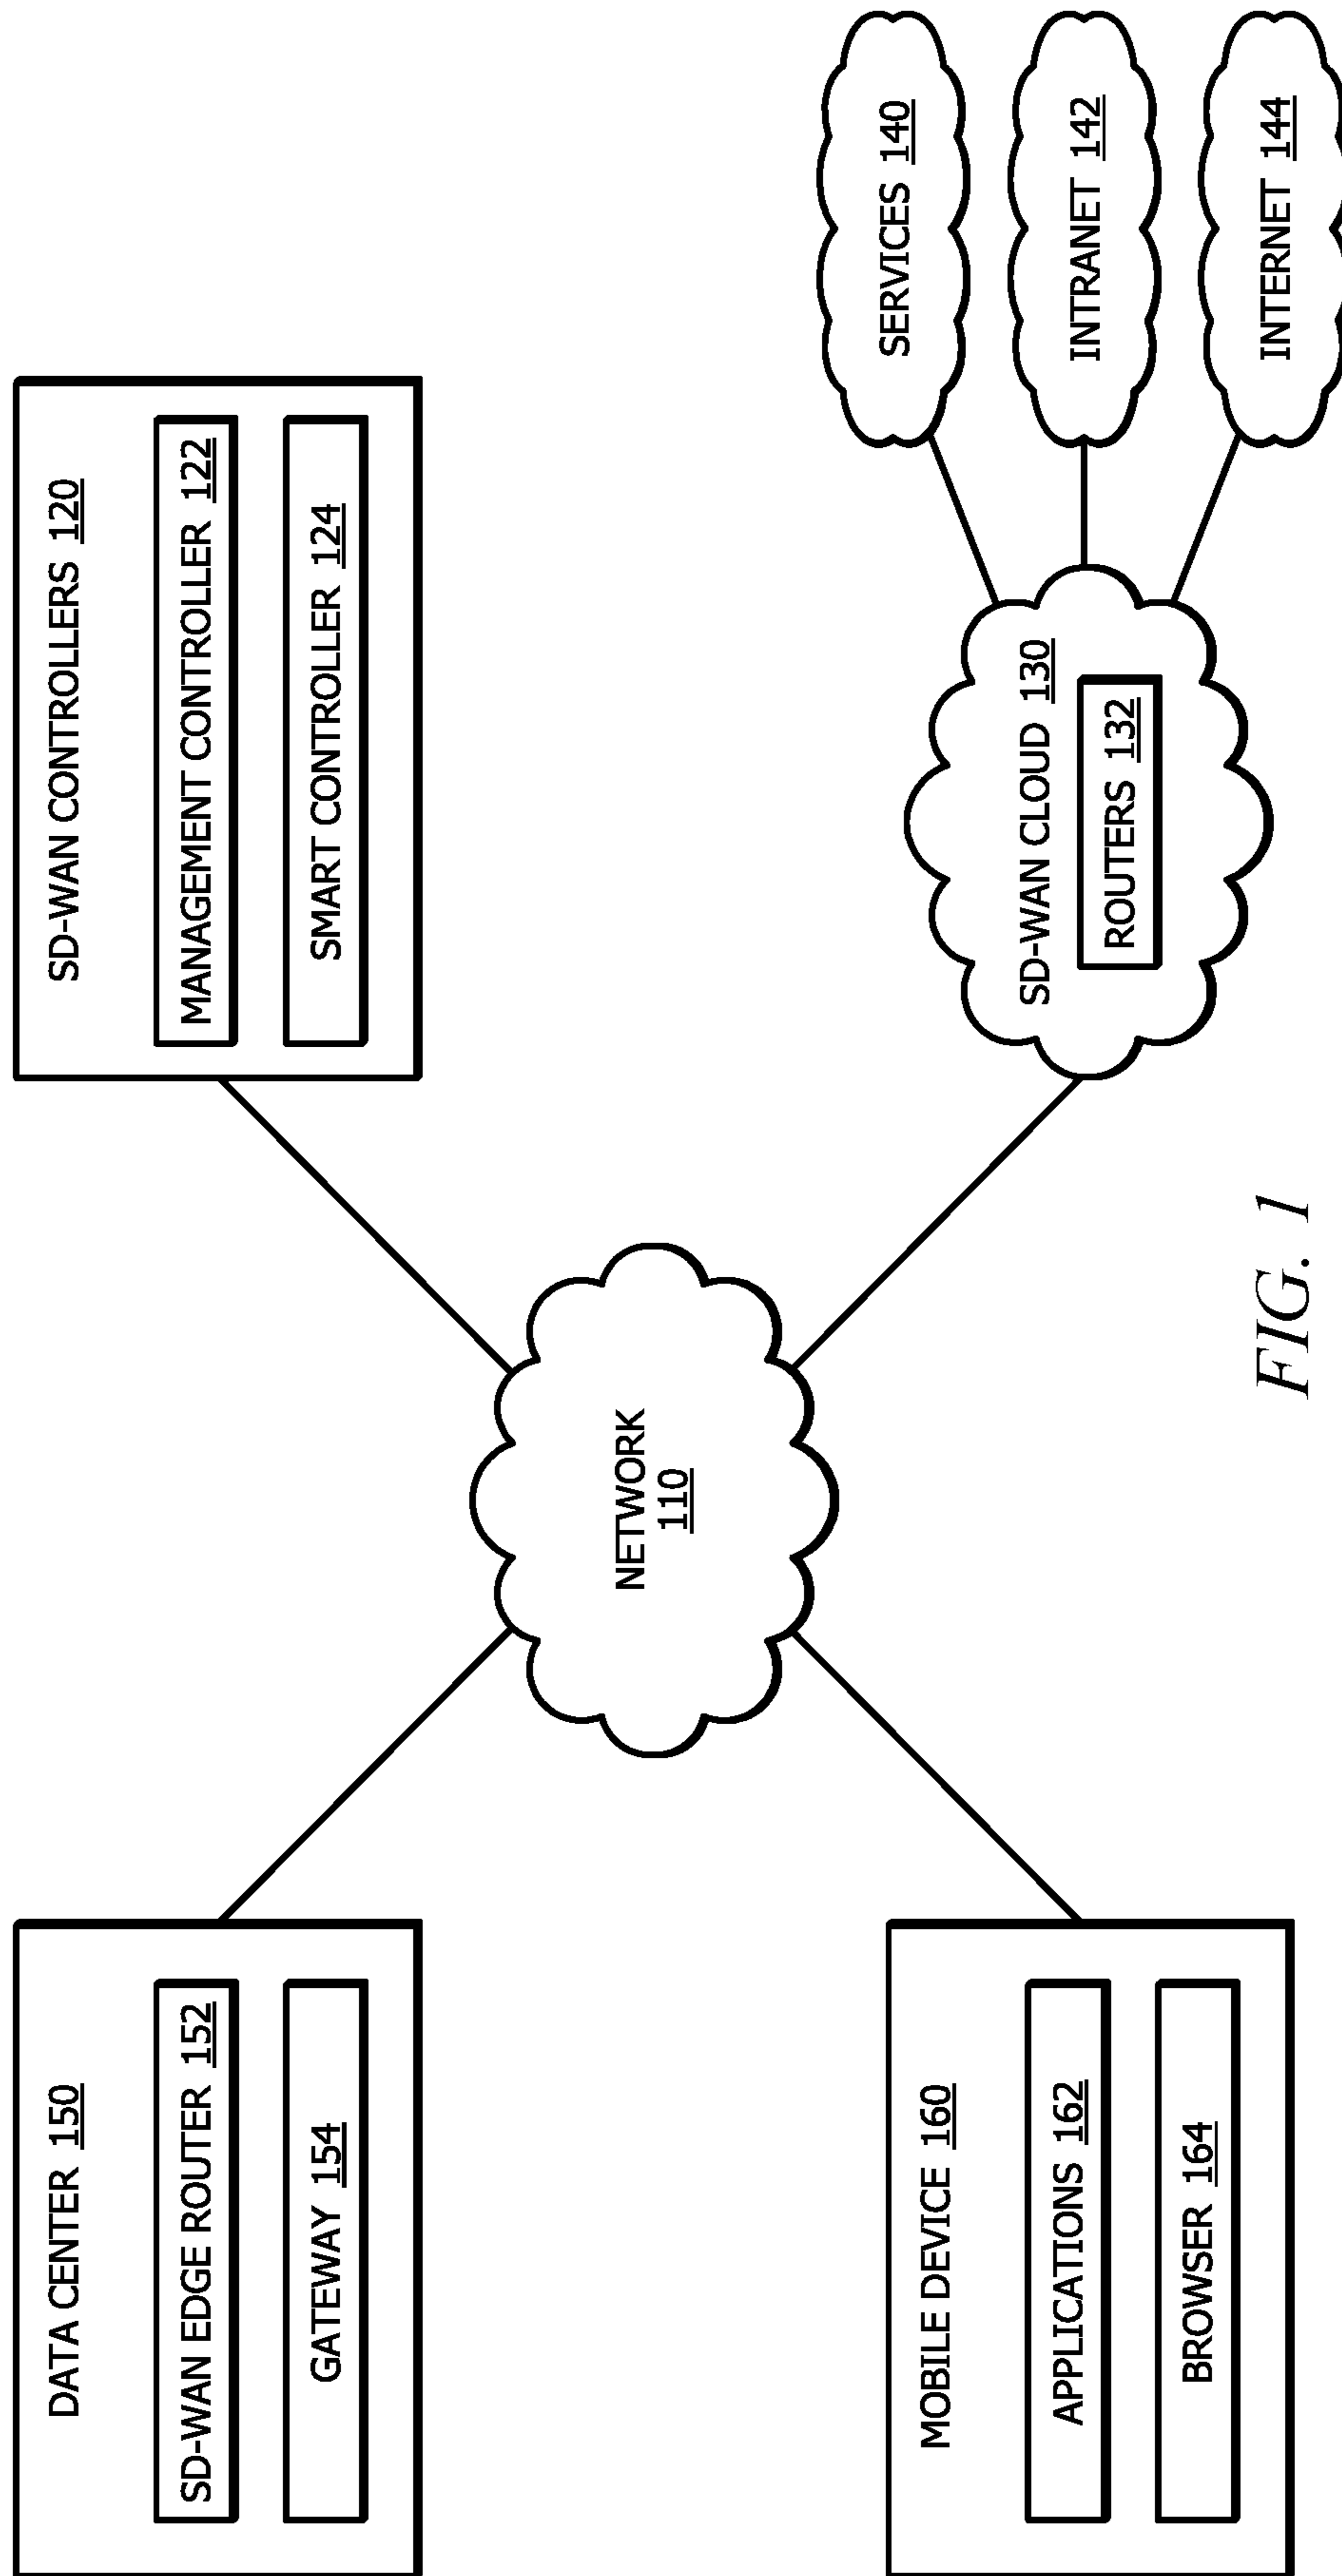 DATA CENTER 150
SD-WAN EDGE ROUTER 152
GATEWAY 154
SD-WAN CONTROLLERS 120
MANAGEMENT CONTROLLER 122
SMART CONTROLLER 124
NETWORK
110
MOBILE DEVICE 160
APPLICATIONS 162
BROWSER 164
SD-WAN CLOUD 130
ROUTERS 132
SERVICES 140
INTRANET 142
INTERNET 144
FIG. 1